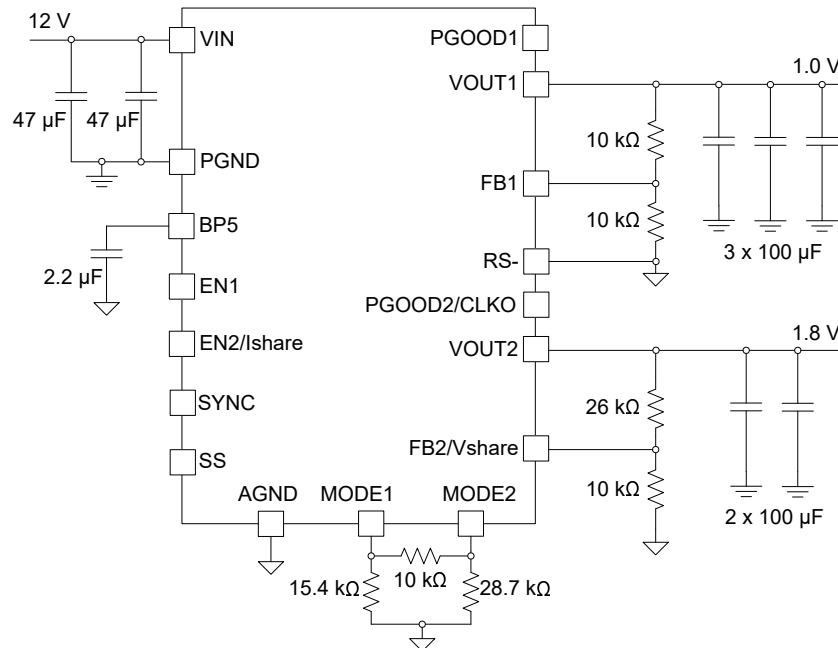 12 V
VIN
PGOOD1
VOUT1
1.0 V
47 µF
47 µF
10 kΩ
PGND
FB1
10 kΩ
BP5
3 x 100 µF
RS-
2.2 µF
EN1
PGOOD2/CLKO
EN2/Ishare
VOUT2
1.8 V
SYNC
26 kΩ
FB2/Vshare
SS
10 kΩ
AGND
MODE1
MODE2
2 x 100 µF
15.4 kΩ
10 kΩ
28.7 kΩ